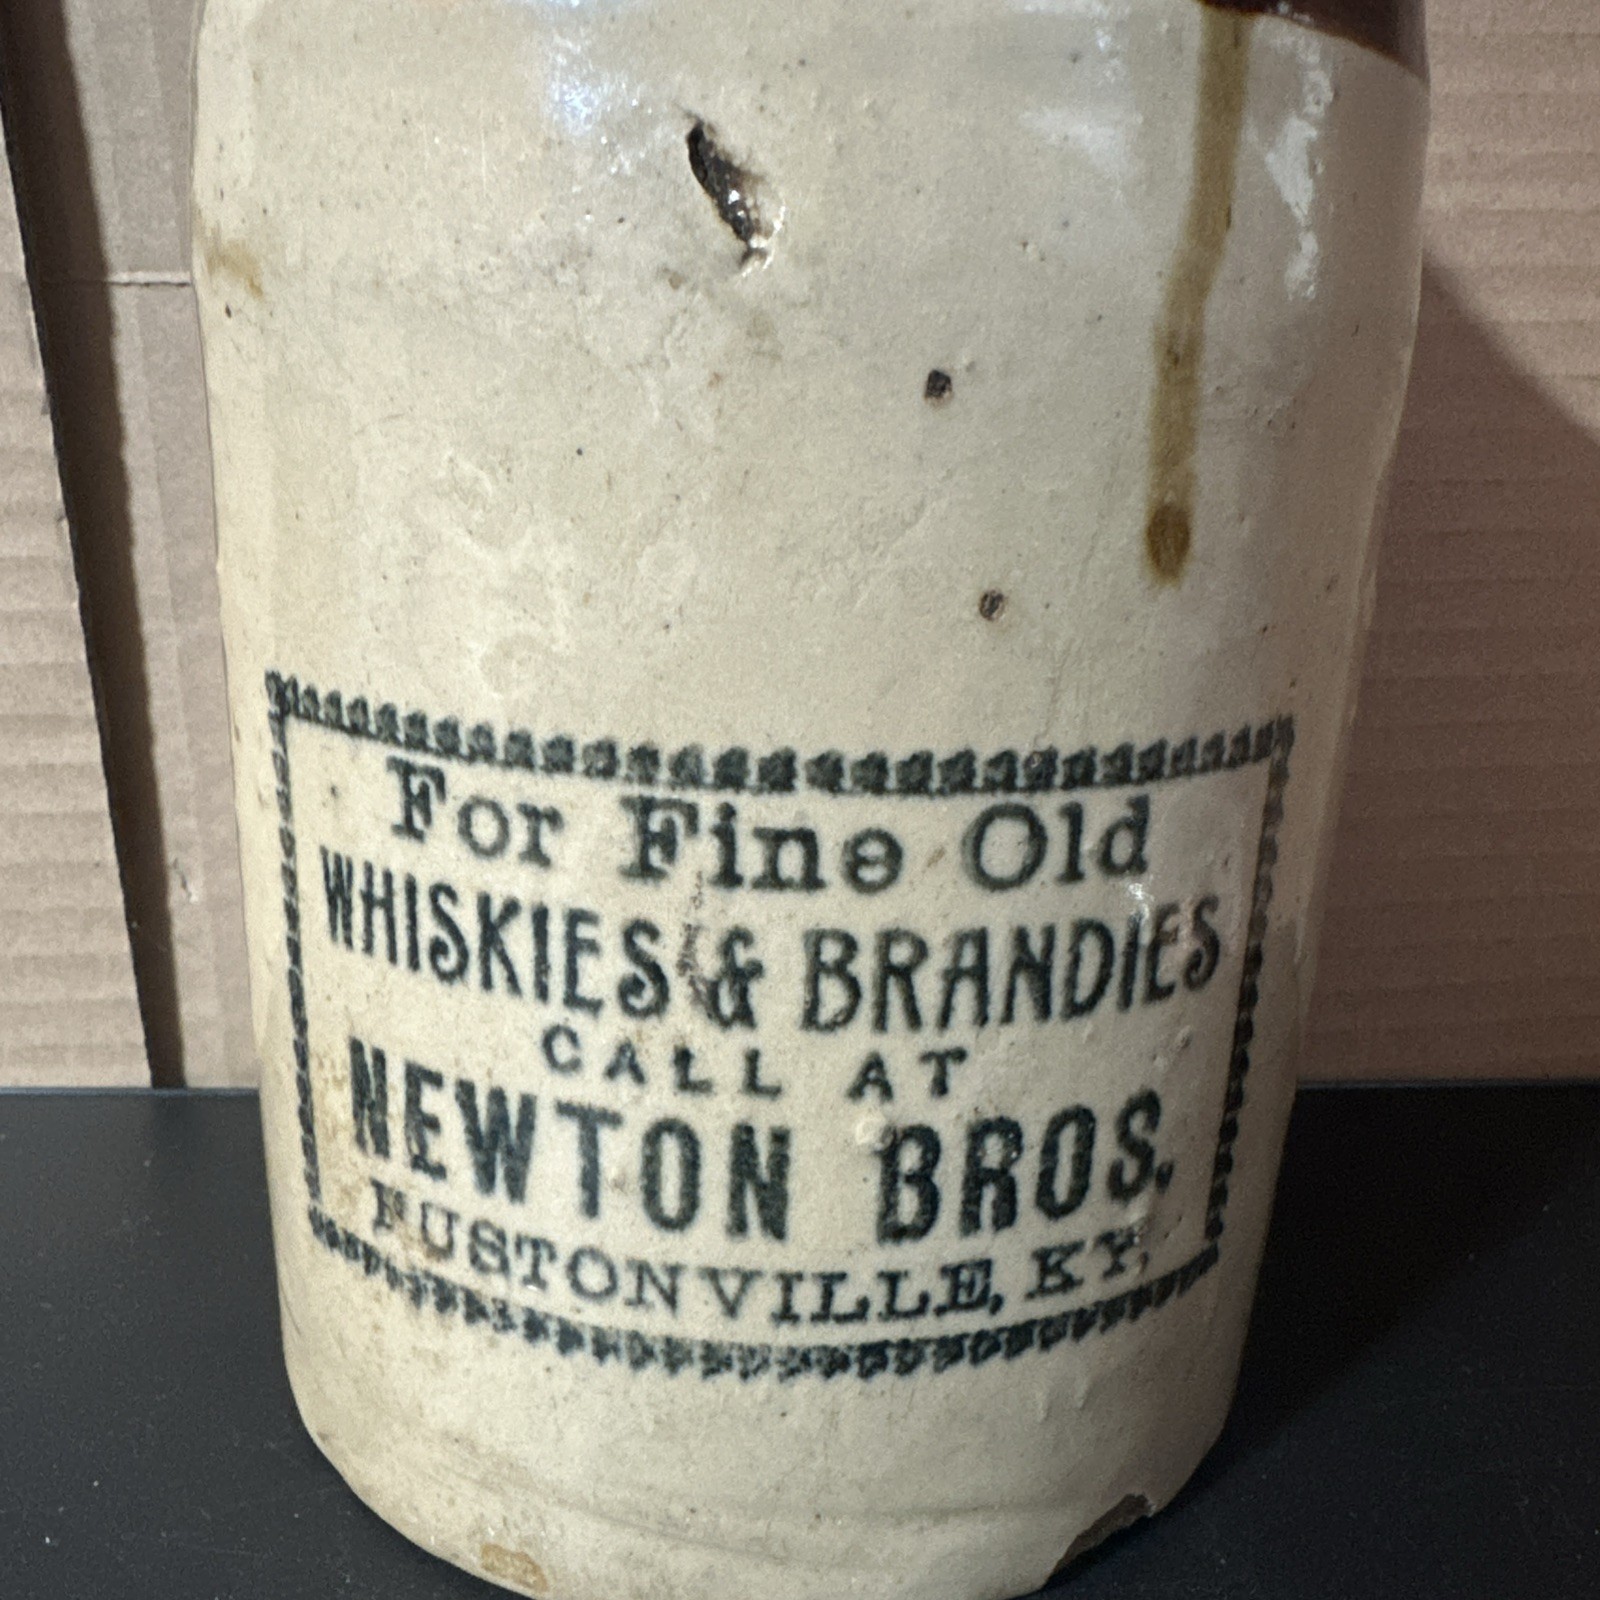 For Fine Old
WHISKIES & BRANDIES
CALL AT
NEWTON BROS.
HUSTONVILLE, KY.